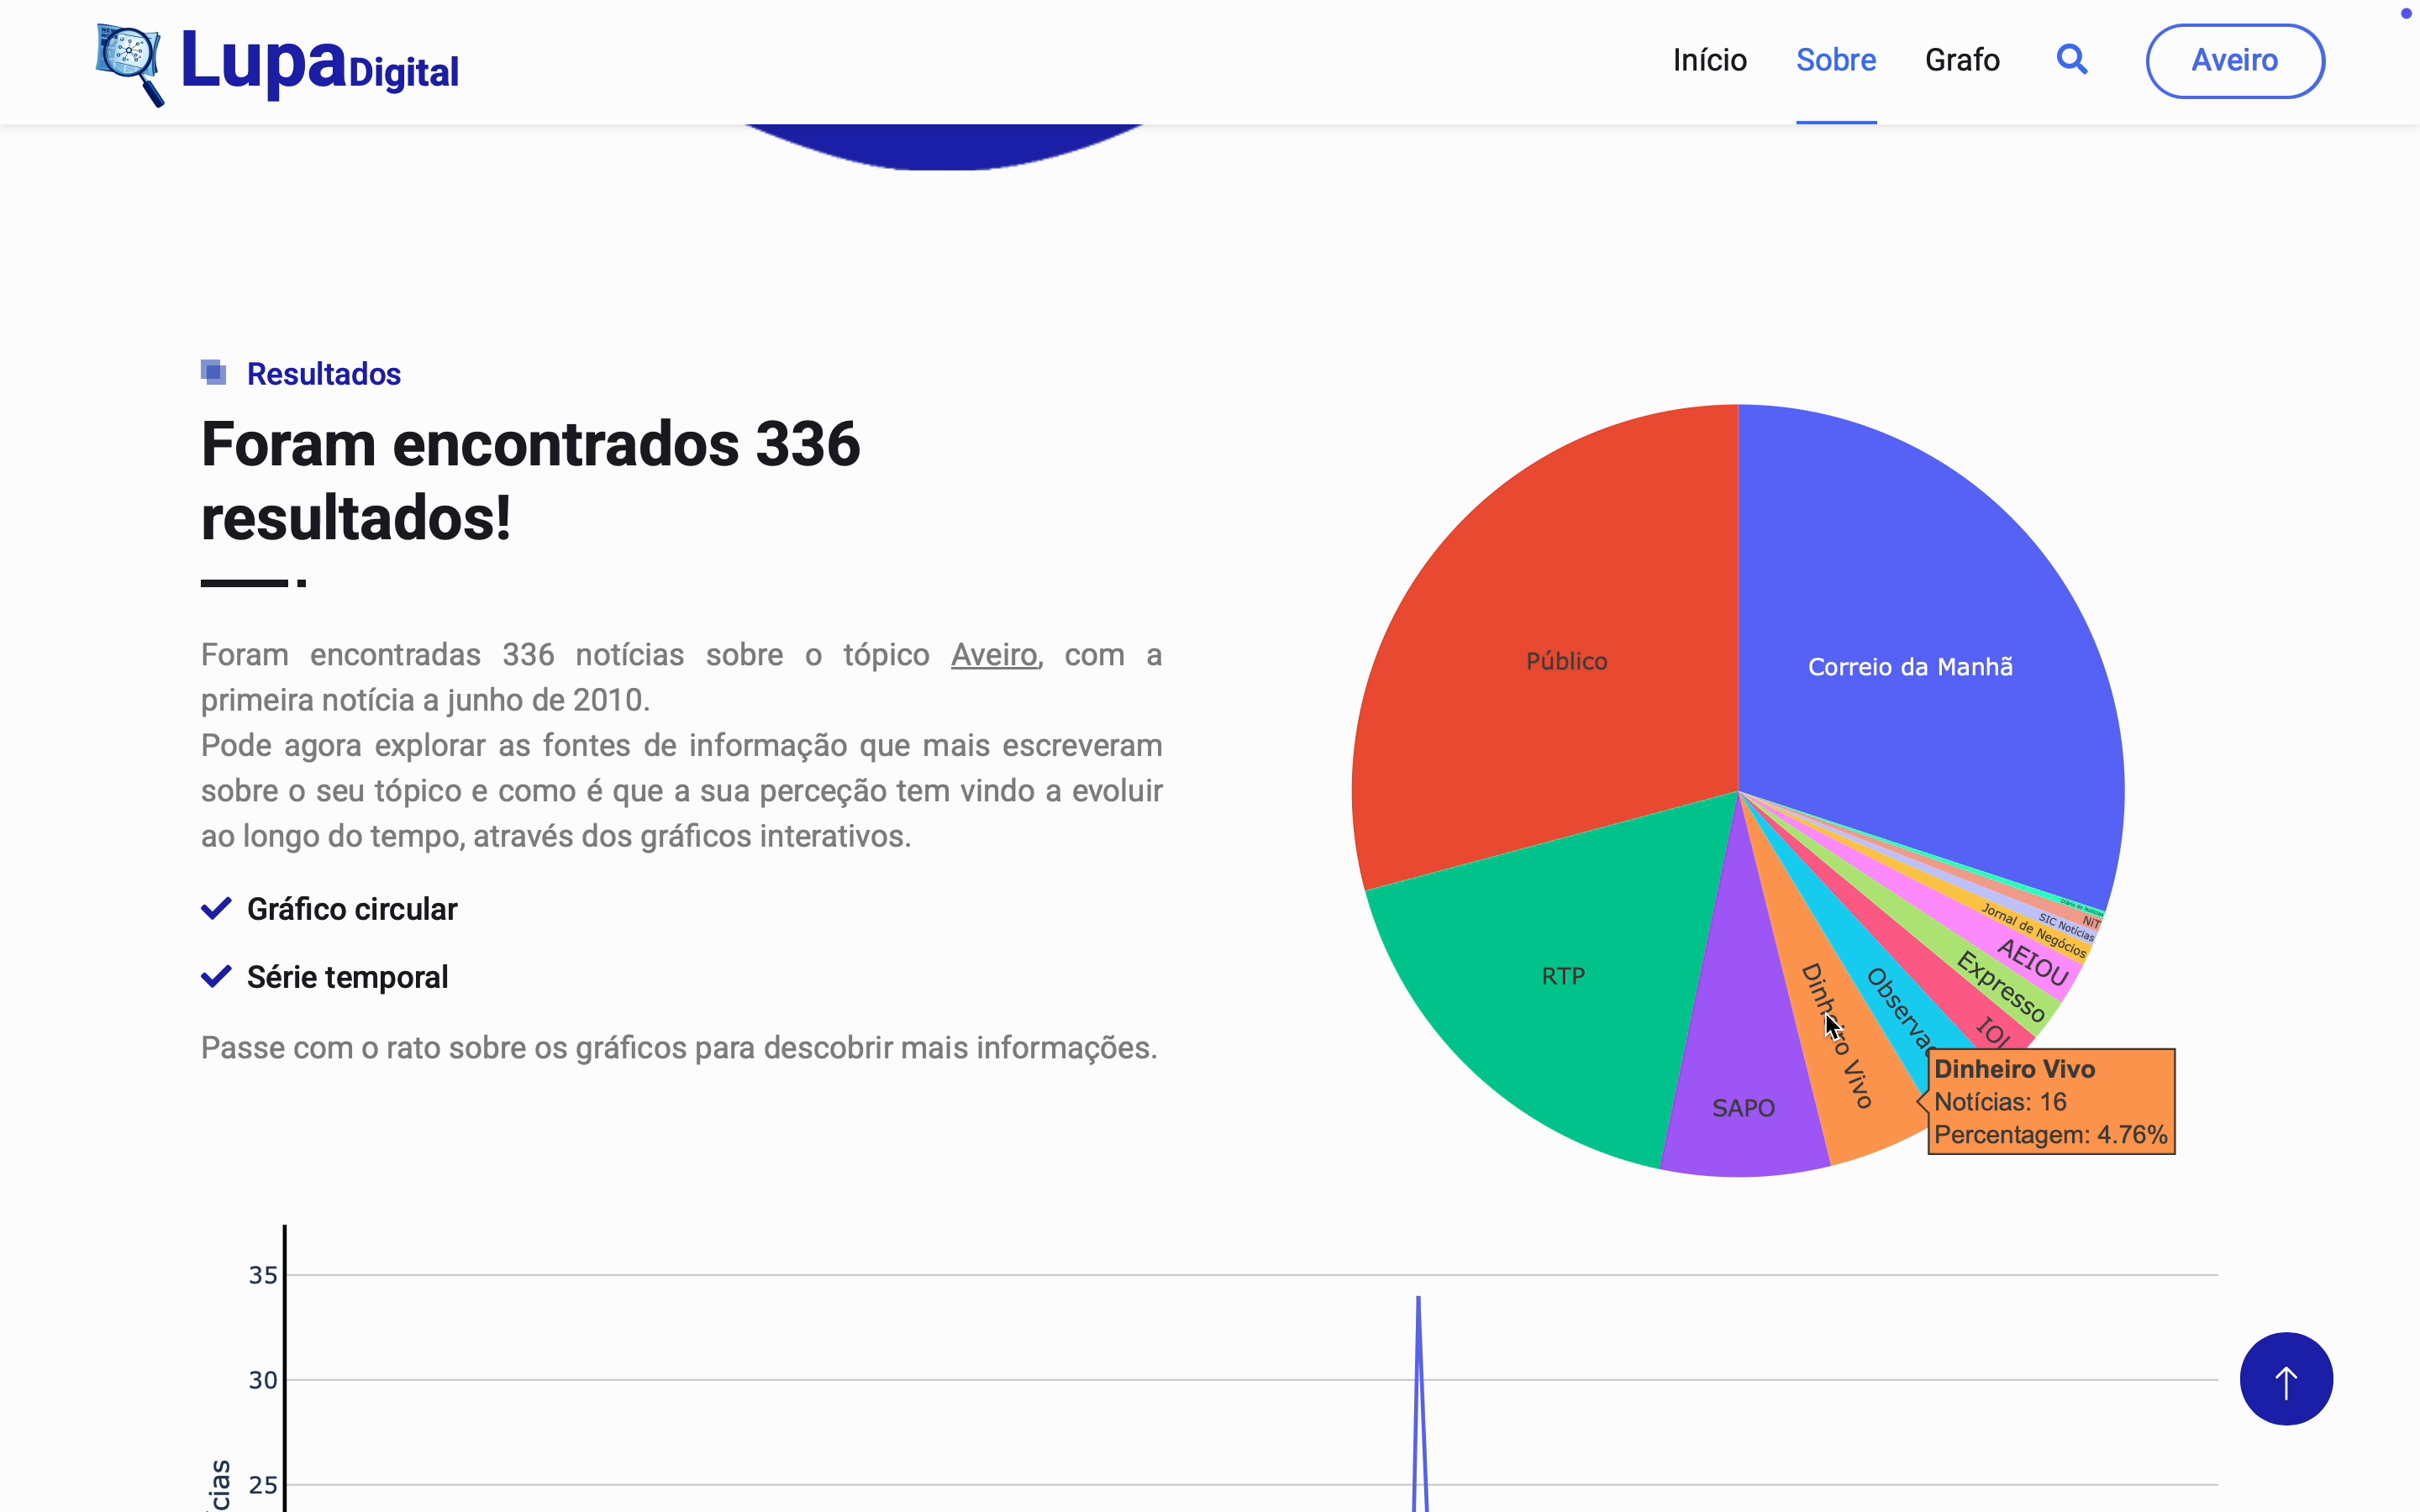 LupaDigital
Início
Sobre
Grafo
Aveiro
Resultados
Foram encontrados 336
resultados!
Foram encontradas 336 notícias sobre o tópico Aveiro, com a
primeira notícia a junho de 2010.
Pode agora explorar as fontes de informação que mais escreveram
sobre o seu tópico e como é que a sua perceção tem vindo a evoluir
ao longo do tempo, através dos gráficos interativos.
Gráfico circular
Série temporal
Passe com o rato sobre os gráficos para descobrir mais informações.
Público
Correio da Manhã
RTP
SAPO
Dinheiro Vivo
Observa
IOL
Expresso
AEIOU
Jornal de Negócios
SIC Notícias
NiT
Diário de Notícias
Dinheiro Vivo
Notícias: 16
Percentagem: 4.76%
35
30
25
cias